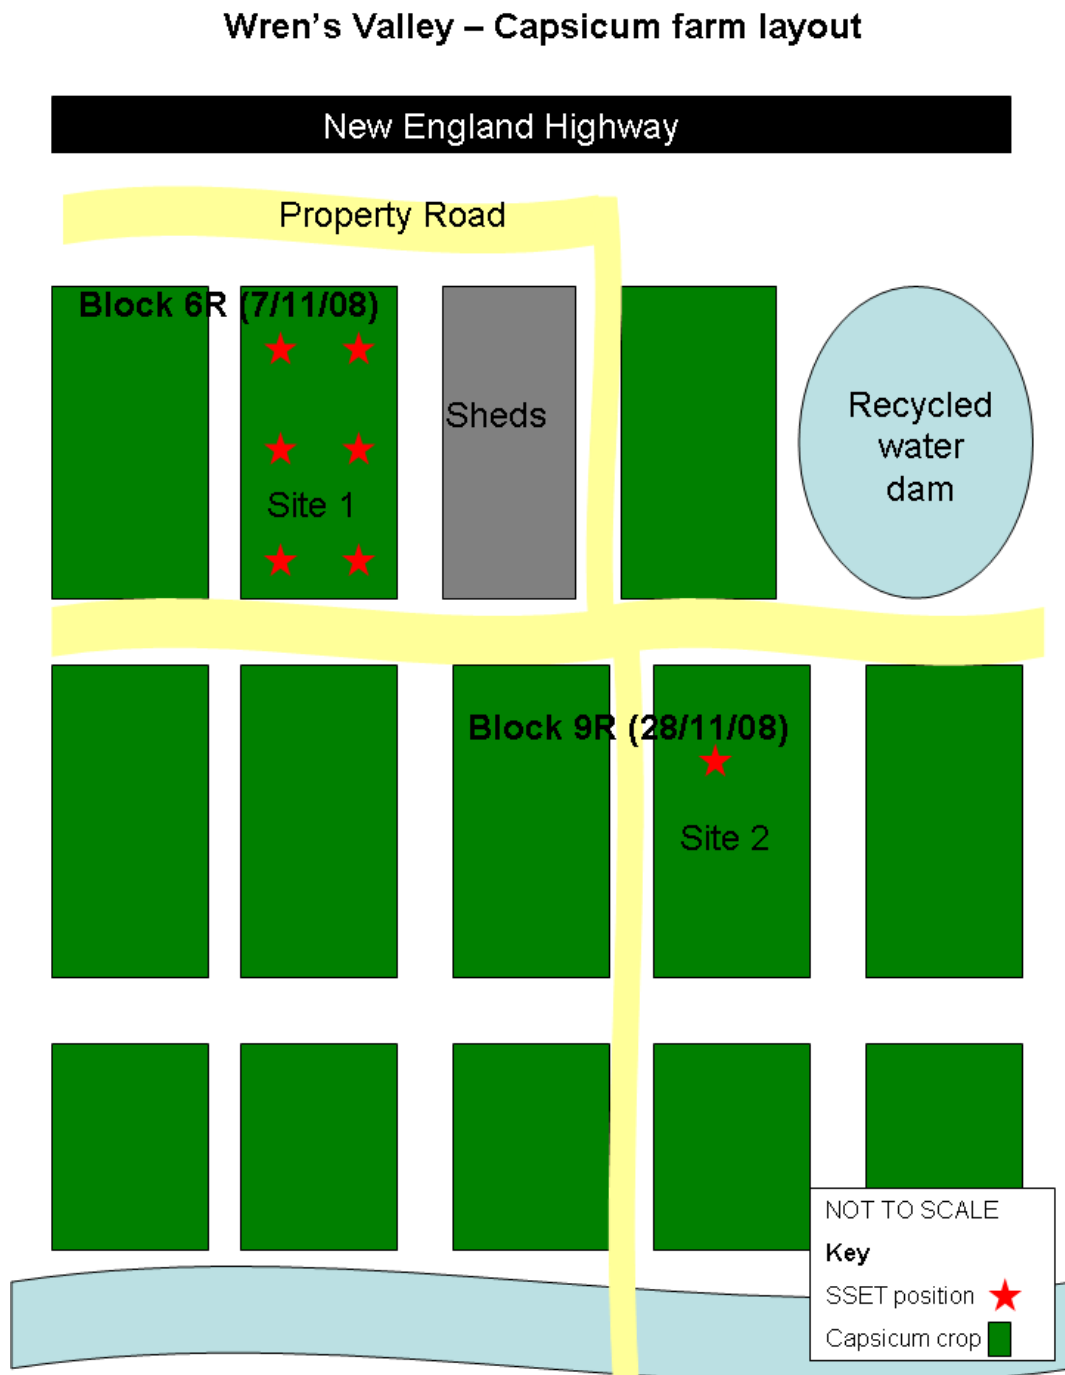 Wren's Valley – Capsicum farm layout
New England Highway
Property Road
Block 6R (7/11/08)
Sheds
Recycled
water
dam
Site 1
Block 9R (28/11/08)
Site 2
NOT TO SCALE
Key
SSET position
Capsicum crop